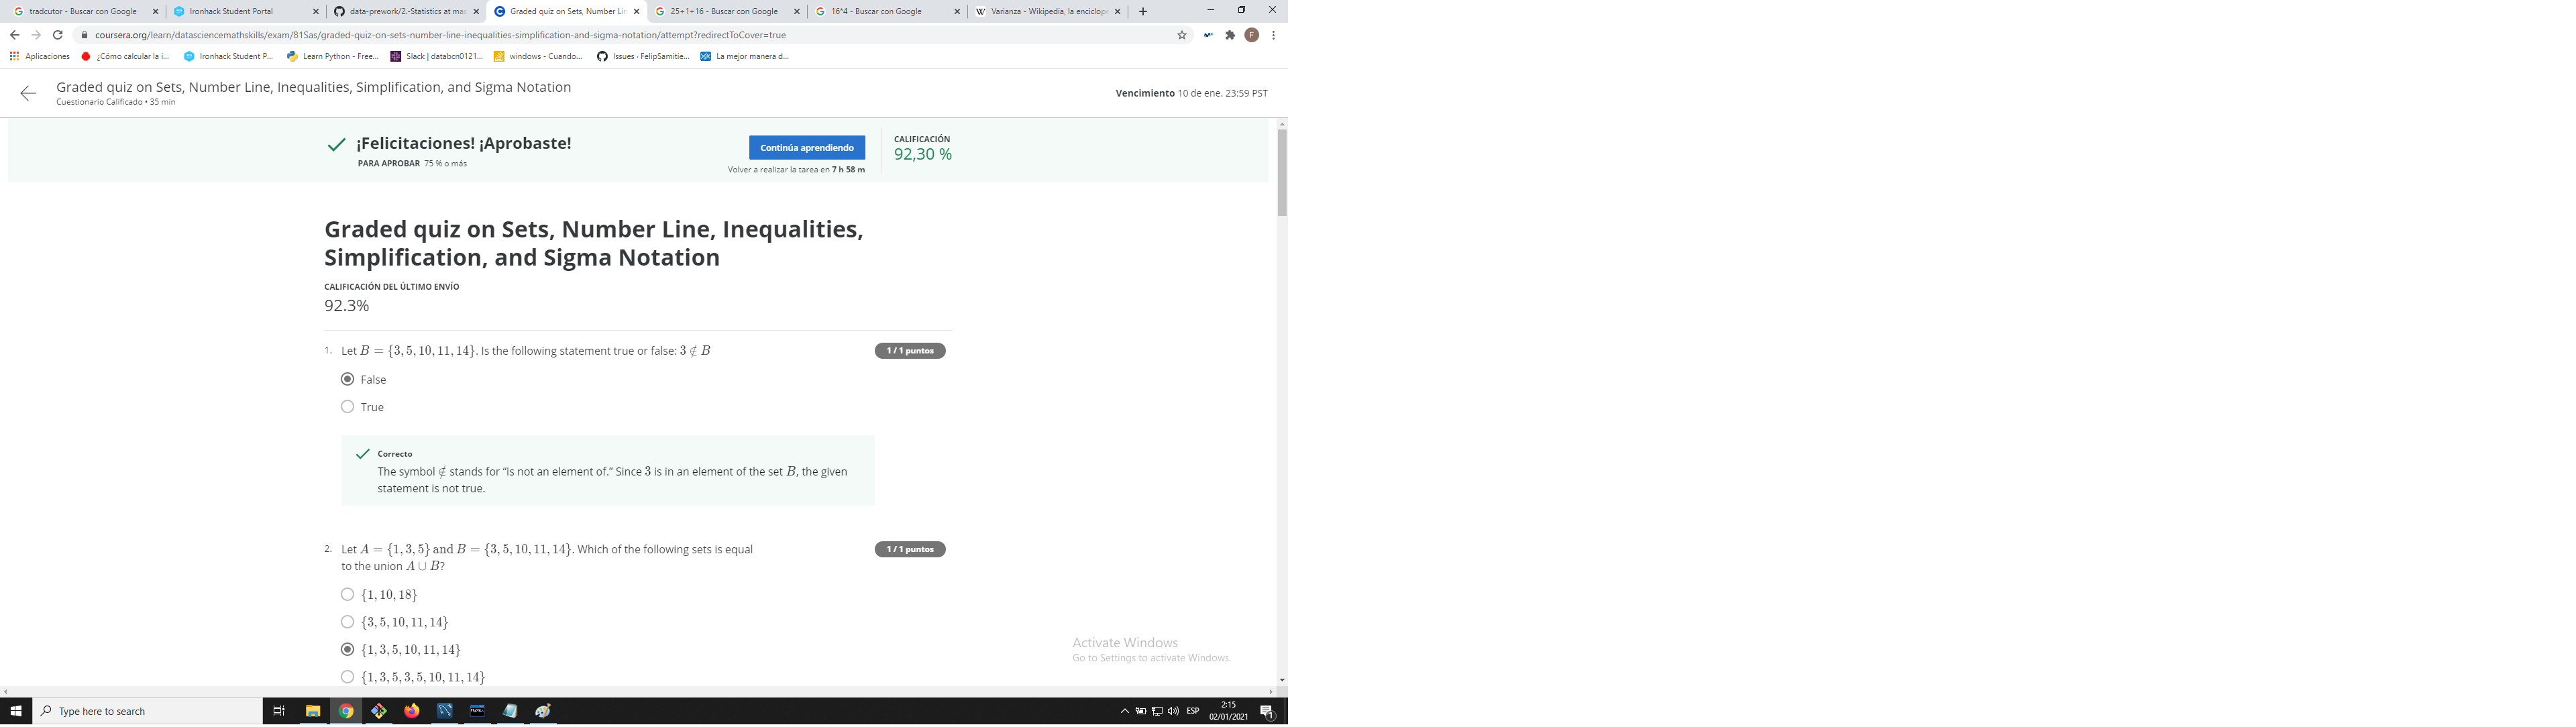 tradcutor - Buscar con Google
Ironhack Student Portal
data-prework/2.-Statistics at ma
Graded quiz on Sets, Number Lin
25+1+16 - Buscar con Google
16*4 - Buscar con Google
Varianza - Wikipedia, la enciclop
coursera.org/learn/datasciencemathskills/exam/81Sas/graded-quiz-on-sets-number-line-inequalities-simplification-and-sigma-notation/attempt?redirectToCover=true
F
Aplicaciones
¿Cómo calcular la i...
Ironhack Student P...
Learn Python - Free...
Slack | databcn0121...
windows - Cuando...
Issues · FelipSamitie...
La mejor manera d...
Graded quiz on Sets, Number Line, Inequalities, Simplification, and Sigma Notation
Cuestionario Calificado • 35 min
Vencimiento 10 de ene. 23:59 PST
¡Felicitaciones! ¡Aprobaste!
PARA APROBAR 75 % o más
Continúa aprendiendo
Volver a realizar la tarea en 7 h 58 m
CALIFICACIÓN
92,30 %
Graded quiz on Sets, Number Line, Inequalities,
Simplification, and Sigma Notation
CALIFICACIÓN DEL ÚLTIMO ENVÍO
92.3%
1. Let B = {3, 5, 10, 11, 14}. Is the following statement true or false: 3 ∉ B
1 / 1 puntos
False
True
Correcto
The symbol ∉ stands for “is not an element of.” Since 3 is in an element of the set B, the given
statement is not true.
2. Let A = {1, 3, 5} and B = {3, 5, 10, 11, 14}. Which of the following sets is equal
to the union A ∪ B?
1 / 1 puntos
{1, 10, 18}
{3, 5, 10, 11, 14}
{1, 3, 5, 10, 11, 14}
{1, 3, 5, 3, 5, 10, 11, 14}
Activate Windows
Go to Settings to activate Windows.
Type here to search
ESP
2:15
02/01/2021
1